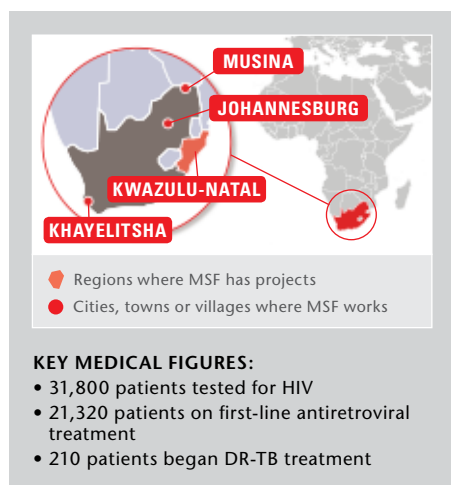 MUSINA
JOHANNESBURG
KWAZULU-NATAL
KHAYELITSHA
Regions where MSF has projects
Cities, towns or villages where MSF works
KEY MEDICAL FIGURES:
• 31,800 patients tested for HIV
• 21,320 patients on first-line antiretroviral
treatment
• 210 patients began DR-TB treatment